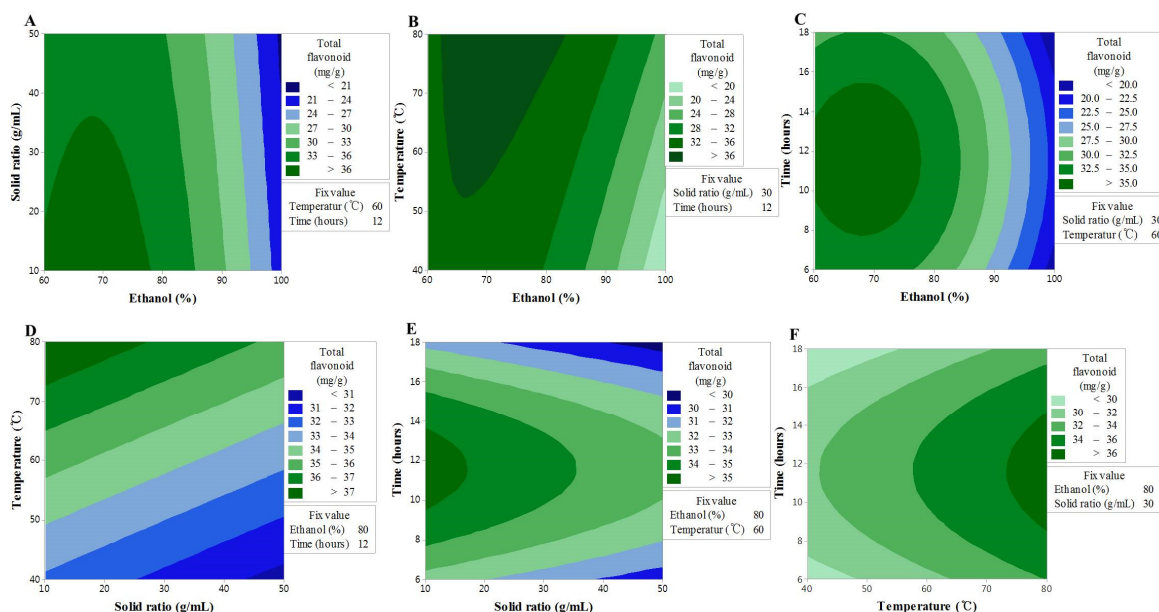 A
50
40
30
20
10
Solid ratio (g/mL)
60 70 80 90 100
Ethanol (%)
Total
flavonoid
(mg/g)
< 21
21 – 24
24 – 27
27 – 30
30 – 33
33 – 36
> 36
Fix value
Temperatur (℃) 60
Time (hours) 12
B
80
70
60
50
40
Temperature (℃)
60 70 80 90 100
Ethanol (%)
Total
flavonoid
(mg/g)
< 20
20 – 24
24 – 28
28 – 32
32 – 36
> 36
Fix value
Solid ratio (g/mL) 30
Time (hours) 12
C
18
16
14
12
10
8
6
Time (hours)
60 70 80 90 100
Ethanol (%)
Total
flavonoid
(mg/g)
< 20.0
20.0 – 22.5
22.5 – 25.0
25.0 – 27.5
27.5 – 30.0
30.0 – 32.5
32.5 – 35.0
> 35.0
Fix value
Solid ratio (g/mL) 30
Temperatur (℃) 60
D
80
70
60
50
40
Temperature (℃)
10 20 30 40 50
Solid ratio (g/mL)
Total
flavonoid
(mg/g)
< 31
31 – 32
32 – 33
33 – 34
34 – 35
35 – 36
36 – 37
> 37
Fix value
Ethanol (%) 80
Time (hours) 12
E
18
16
14
12
10
8
6
Time (hours)
10 20 30 40 50
Solid ratio (g/mL)
Total
flavonoid
(mg/g)
< 30
30 – 31
31 – 32
32 – 33
33 – 34
34 – 35
> 35
Fix value
Ethanol (%) 80
Temperatur (℃) 60
F
18
16
14
12
10
8
6
Time (hours)
40 50 60 70 80
Temperature (℃)
Total
flavonoid
(mg/g)
< 30
30 – 32
32 – 34
34 – 36
> 36
Fix value
Ethanol (%) 80
Solid ratio (g/mL) 30